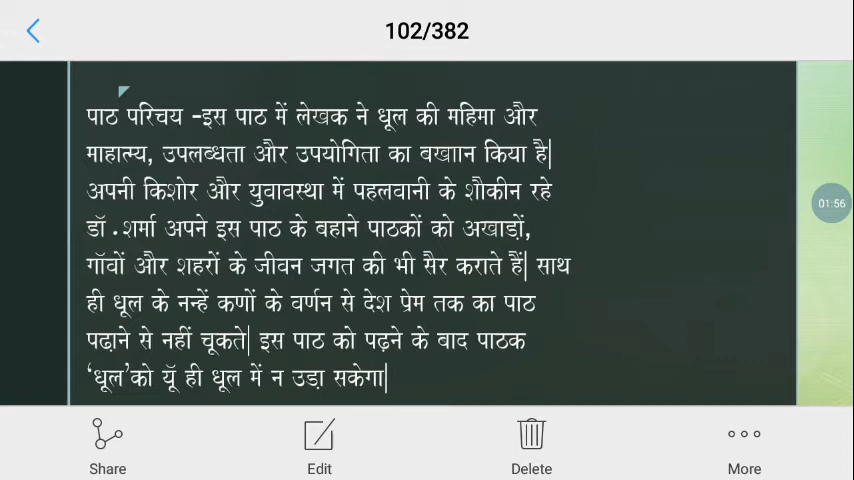 102/382
पाठ परिचय -इस पाठ में लेखक ने धूल की महिमा और
माहात्म्य, उपलब्धता और उपयोगिता का बखाान किया है|
अपनी किशोर और युवावस्था में पहलवानी के शौकीन रहे
डॉ .शर्मा अपने इस पाठ के बहाने पाठकों को अखाडो़ं,
गॉवों और शहरों के जीवन जगत की भी सैर कराते हैं| साथ
ही धूल के नन्हें कणों के वर्णन से देश प्रेम तक का पाठ
पढा़ने से नहीं चूकते| इस पाठ को पढ़ने के बाद पाठक
‘धूल’को यूॅ ही धूल में न उडा़ सकेगा|
01:56
Share
Edit
Delete
More